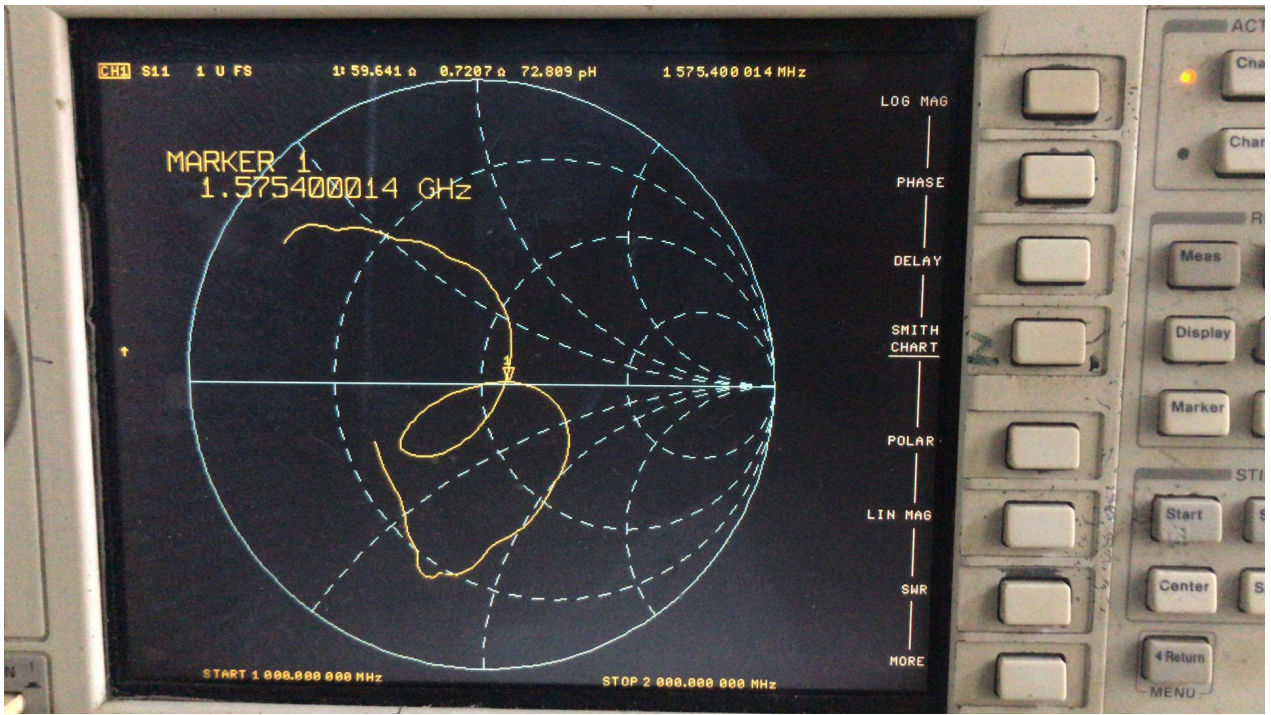 CH1 S11 1 U FS 1: 59.641 Ω 0.7207 Ω 72.809 pH 1 575.400 014 MHz
LOG MAG
MARKER 1
1.575400014 GHz
PHASE
DELAY
1
SMITH
CHART
POLAR
LIN MAG
SWR
MORE
START 1 000.000 000 MHz STOP 2 000.000 000 MHz
Meas
Display
Marker
Start
Center
4 Return
MENU